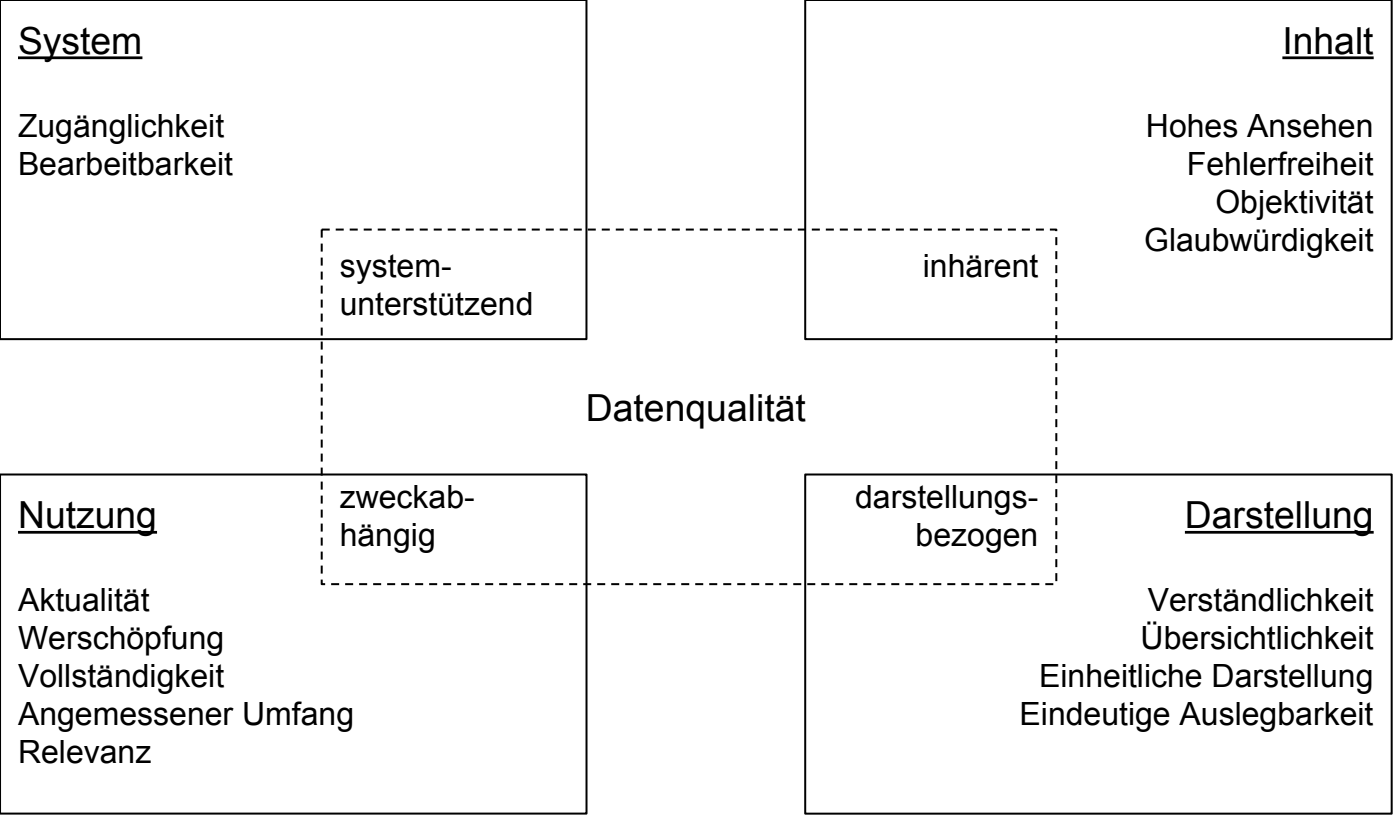 System
Zugänglichkeit
Bearbeitbarkeit
system-
unterstützend
Inhalt
Hohes Ansehen
Fehlerfreiheit
Objektivität
Glaubwürdigkeit
inhärent
Datenqualität
Nutzung
zweckab-
hängig
Aktualität
Werschöpfung
Vollständigkeit
Angemessener Umfang
Relevanz
darstellungs-
bezogen
Darstellung
Verständlichkeit
Übersichtlichkeit
Einheitliche Darstellung
Eindeutige Auslegbarkeit